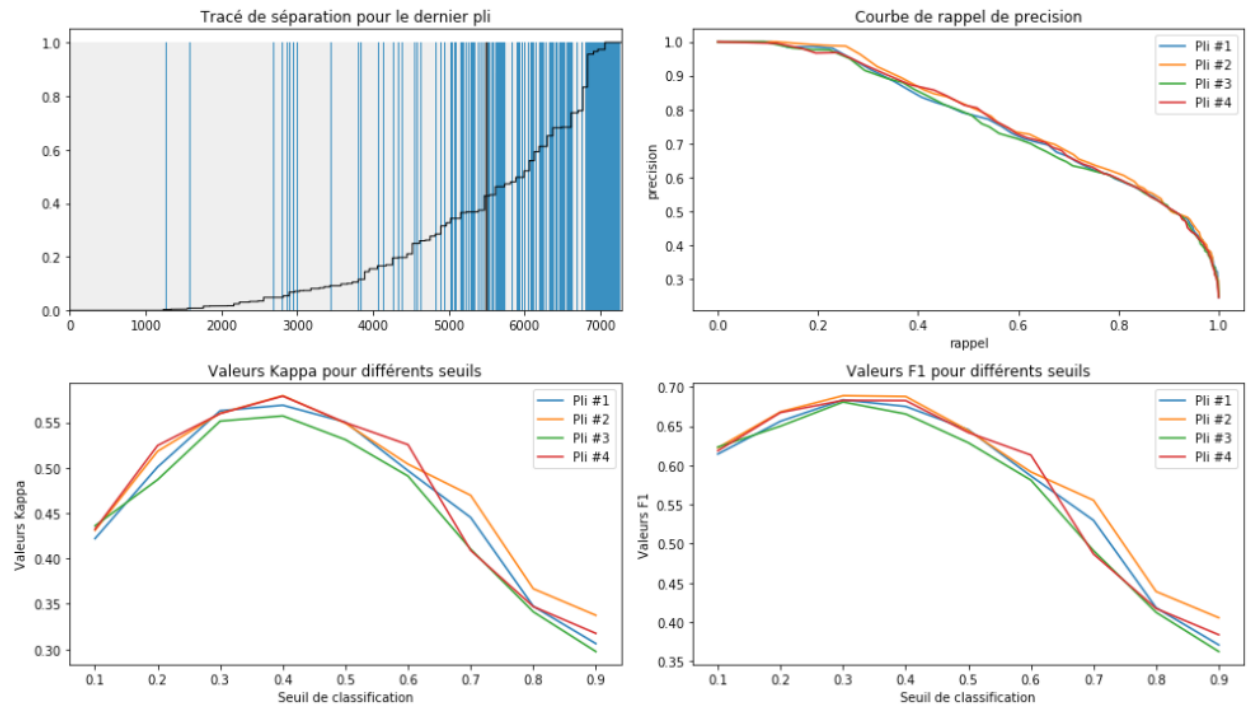 Tracé de séparation pour le dernier pli
1.0
0.8
0.6
0.4
0.2
0.0
0 1000 2000 3000 4000 5000 6000 7000
Courbe de rappel de precision
1.0
0.9
0.8
0.7
0.6
0.5
0.4
0.3
precision
Pli #1
Pli #2
Pli #3
Pli #4
0.0 0.2 0.4 0.6 0.8 1.0
rappel
Valeurs Kappa pour différents seuils
0.55
0.50
0.45
0.40
0.35
0.30
Valeurs Kappa
Pli #1
Pli #2
Pli #3
Pli #4
0.1 0.2 0.3 0.4 0.5 0.6 0.7 0.8 0.9
Seuil de classification
Valeurs F1 pour différents seuils
0.70
0.65
0.60
0.55
0.50
0.45
0.40
0.35
Valeurs F1
Pli #1
Pli #2
Pli #3
Pli #4
0.1 0.2 0.3 0.4 0.5 0.6 0.7 0.8 0.9
Seuil de classification